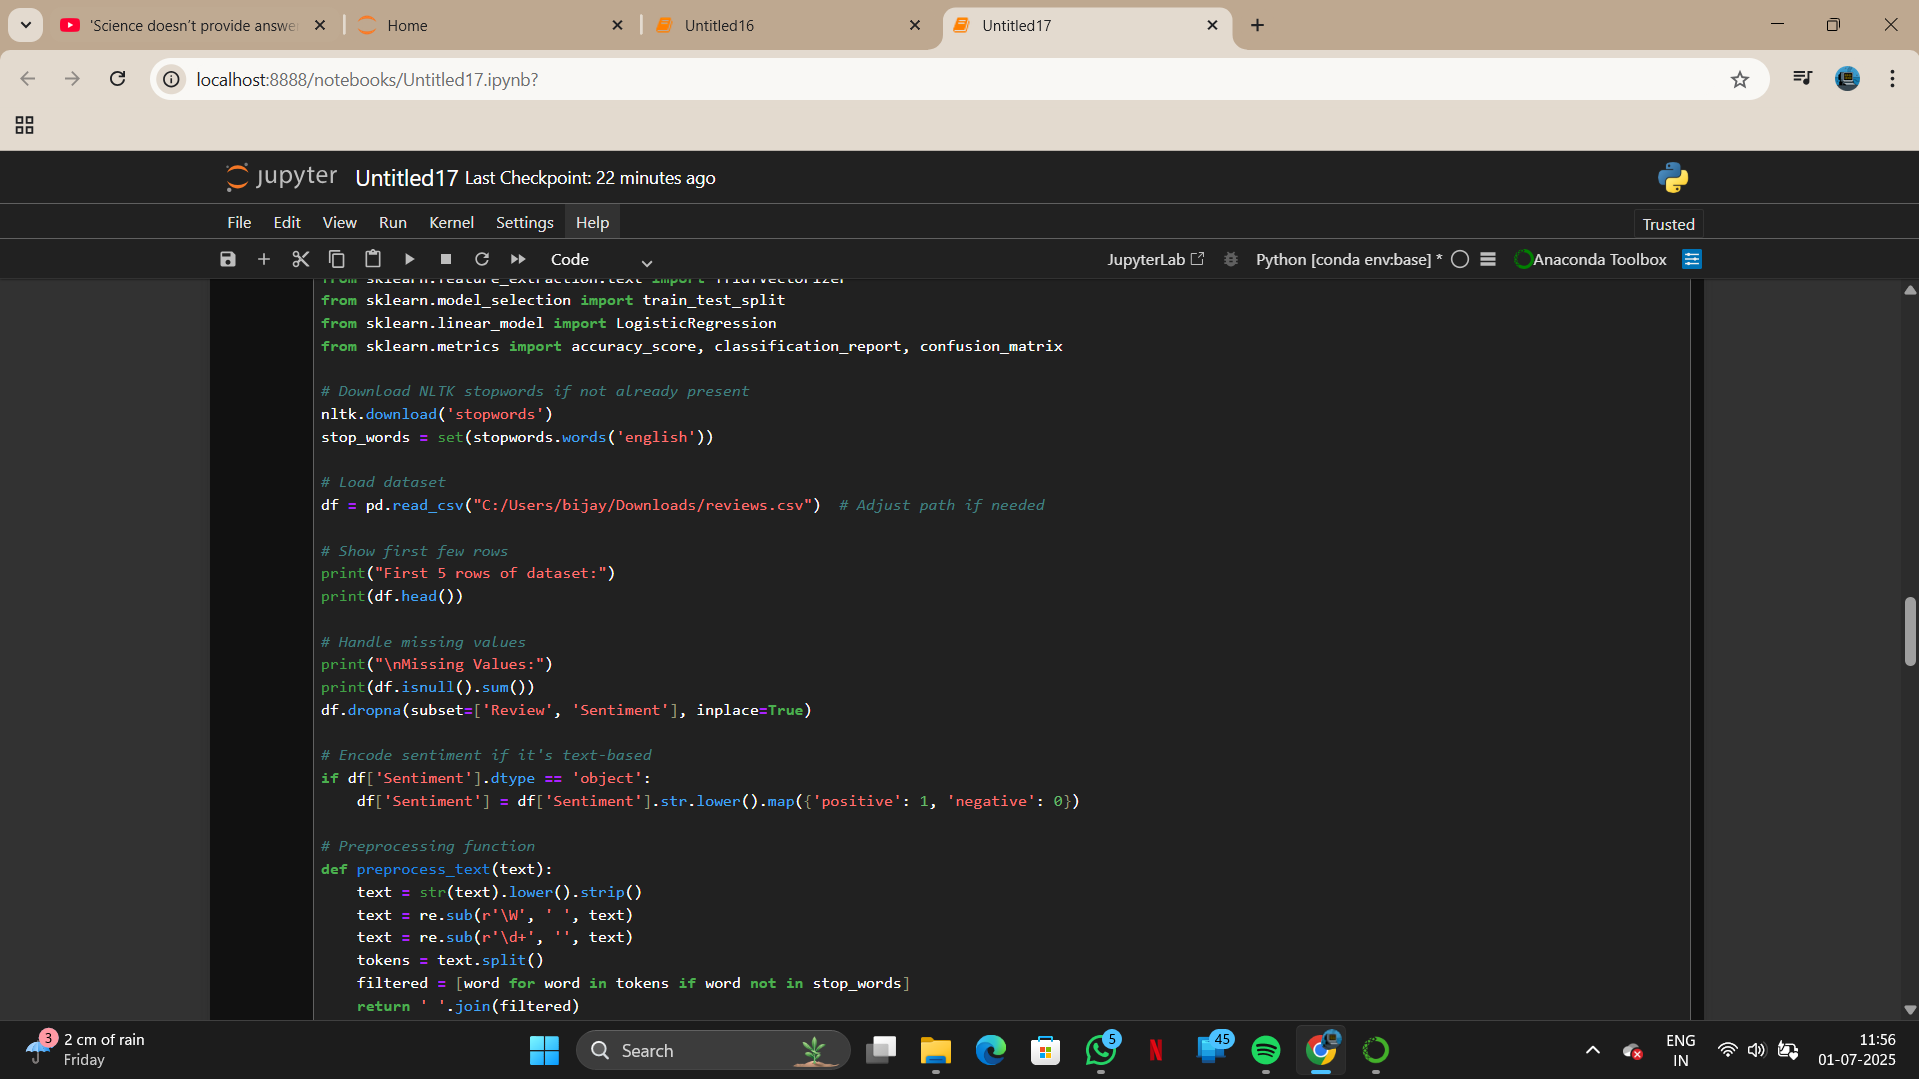 'Science doesn't provide answe
Home
Untitled16
Untitled17
localhost:8888/notebooks/Untitled17.ipynb?
jupyter
Untitled17 Last Checkpoint: 22 minutes ago
File Edit View Run Kernel Settings Help
Trusted
Code
JupyterLab
Python [conda env:base] *
Anaconda Toolbox
from sklearn.feature_extraction.text import TfidfVectorizer
from sklearn.model_selection import train_test_split
from sklearn.linear_model import LogisticRegression
from sklearn.metrics import accuracy_score, classification_report, confusion_matrix
# Download NLTK stopwords if not already present
nltk.download('stopwords')
stop_words = set(stopwords.words('english'))
# Load dataset
df = pd.read_csv("C:/Users/bijay/Downloads/reviews.csv")  # Adjust path if needed
# Show first few rows
print("First 5 rows of dataset:")
print(df.head())
# Handle missing values
print("\nMissing Values:")
print(df.isnull().sum())
df.dropna(subset=['Review', 'Sentiment'], inplace=True)
# Encode sentiment if it's text-based
if df['Sentiment'].dtype == 'object':
    df['Sentiment'] = df['Sentiment'].str.lower().map({'positive': 1, 'negative': 0})
# Preprocessing function
def preprocess_text(text):
    text = str(text).lower().strip()
    text = re.sub(r'\W', ' ', text)
    text = re.sub(r'\d+', '', text)
    tokens = text.split()
    filtered = [word for word in tokens if word not in stop_words]
    return ' '.join(filtered)
3
2 cm of rain
Friday
Search
5
N
45
ENG
IN
11:56
01-07-2025